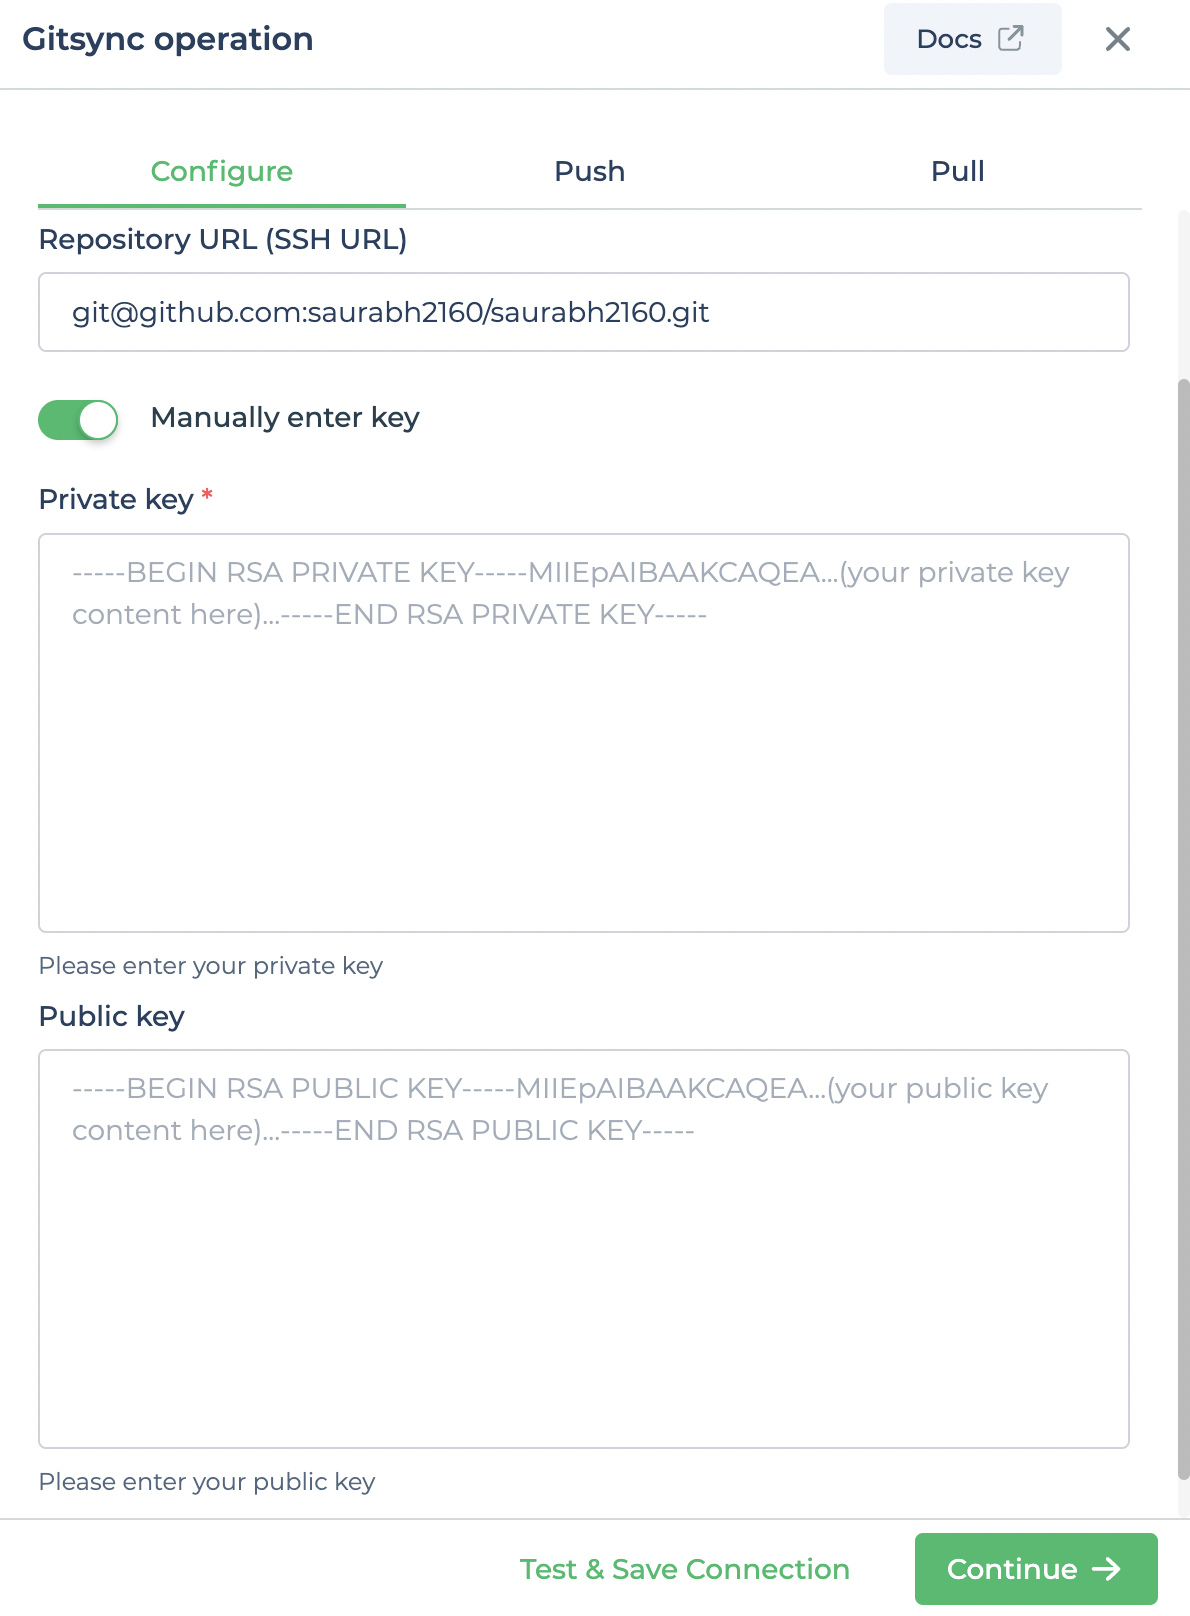 Gitsync operation
Docs
Configure
Push
Pull
Repository URL (SSH URL)
git@github.com:saurabh2160/saurabh2160.git
Manually enter key
Private key *
-----BEGIN RSA PRIVATE KEY-----MIIEpAIBAAKCAQEA...(your private key
content here)...-----END RSA PRIVATE KEY-----
Please enter your private key
Public key
-----BEGIN RSA PUBLIC KEY-----MIIEpAIBAAKCAQEA...(your public key
content here)...-----END RSA PUBLIC KEY-----
Please enter your public key
Test & Save Connection
Continue →